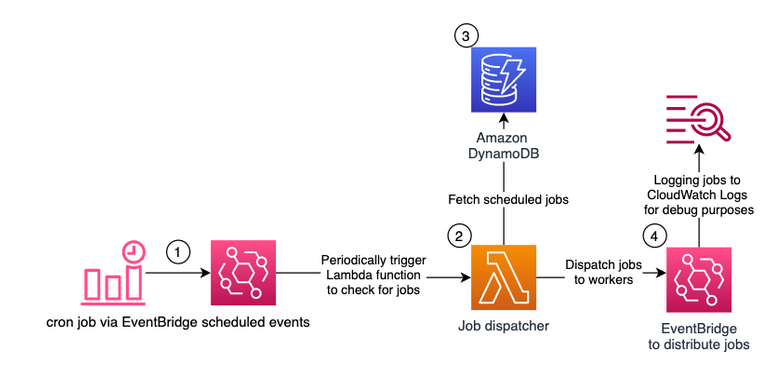 3
Amazon
DynamoDB
Fetch scheduled jobs
Logging jobs to
CloudWatch Logs
for debug purposes
1
cron job via EventBridge scheduled events
Periodically trigger
Lambda function
to check for jobs
2
Job dispatcher
Dispatch jobs
to workers
4
EventBridge
to distribute jobs